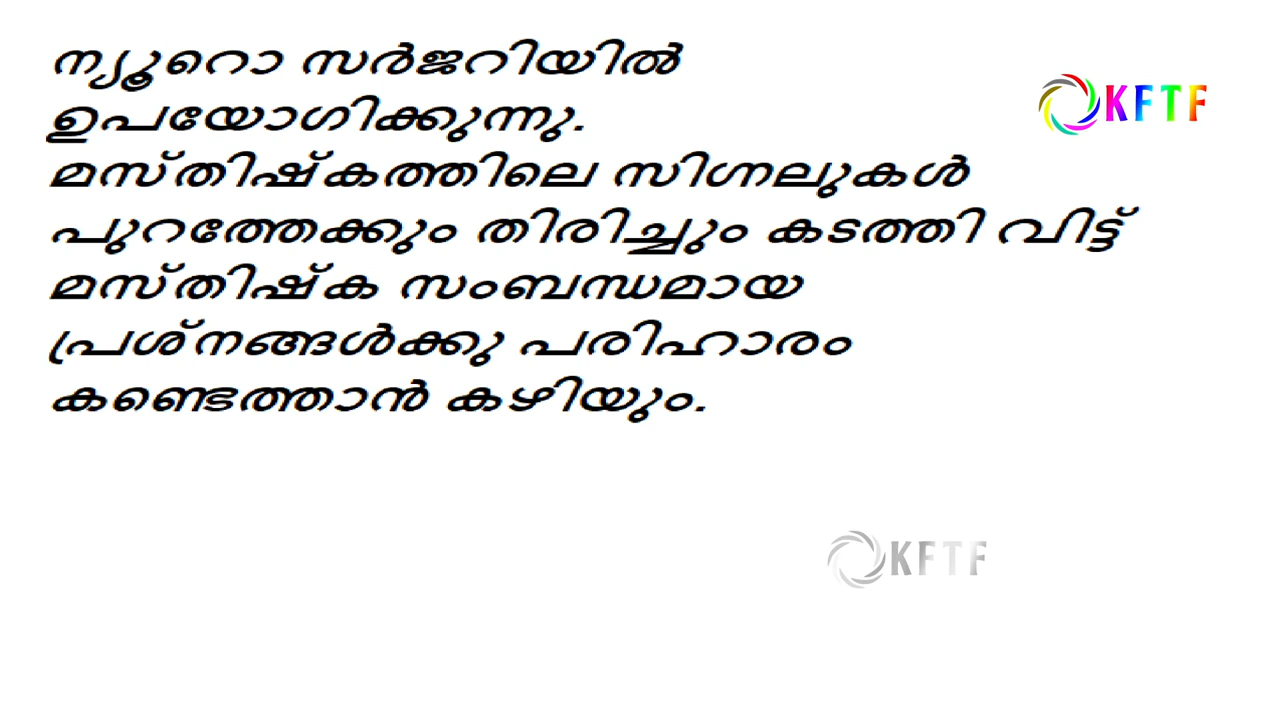 ന്യൂറൊ സർജറിയിൽ
ഉപയോഗിക്കുന്നു.
മസ്തിഷ്കത്തിലെ സിഗ്നലുകൾ
പുറത്തേക്കും തിരിച്ചും കടത്തി വിട്ട്
മസ്തിഷ്ക സംബന്ധമായ
പ്രശ്നങ്ങൾക്കു പരിഹാരം
കണ്ടെത്താൻ കഴിയും.
KFTF
KFTF